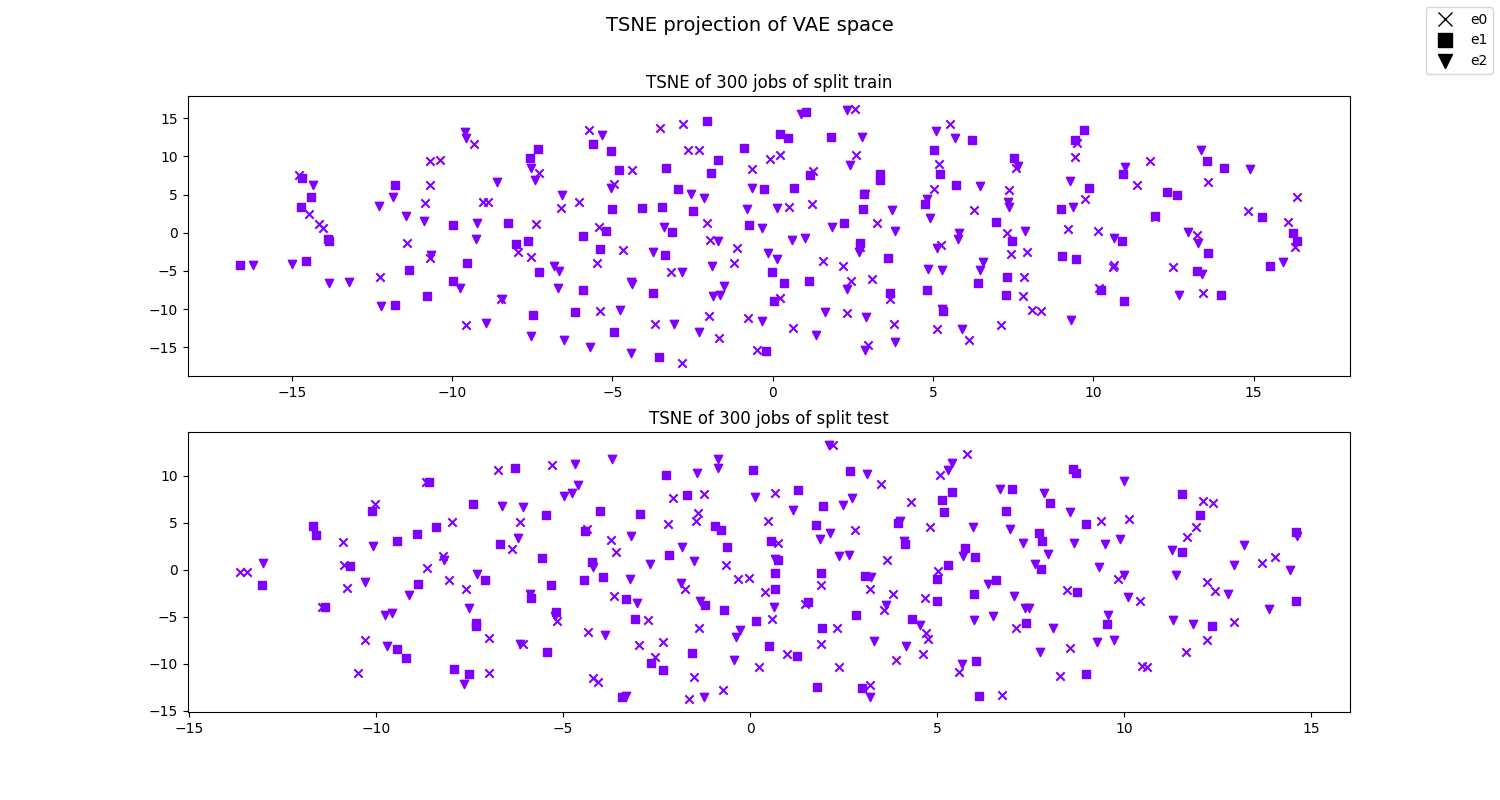 TSNE projection of VAE space
e0
e1
e2
TSNE of 300 jobs of split train
15
10
5
0
−5
−10
−15
−15 −10 −5 0 5 10 15
TSNE of 300 jobs of split test
10
5
0
−5
−10
−15
−15 −10 −5 0 5 10 15